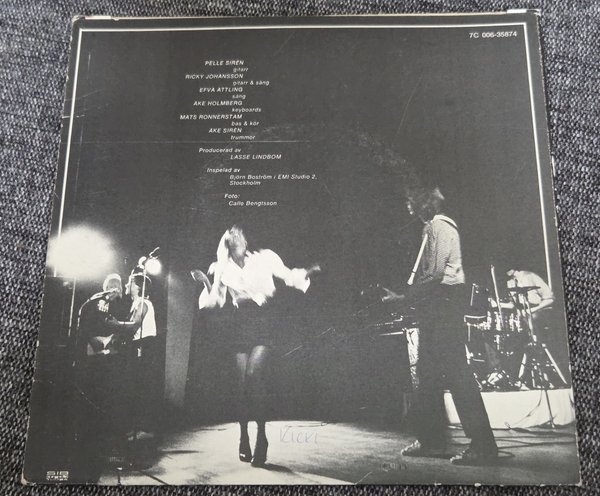 7C 006-35874
PELLE SIRÉN
gitarr
RICKY JOHANSSON
gitarr & sång
EFVA ATTLING
sång
ÅKE HOLMBERG
keyboards
MATS RONNERSTAM
bas & kör
ÅKE SIRÉN
trummor
Producerad av
LASSE LINDBOM
Inspelad av
Björn Boström i EMI Studio 2,
Stockholm
Foto:
Calle Bengtsson